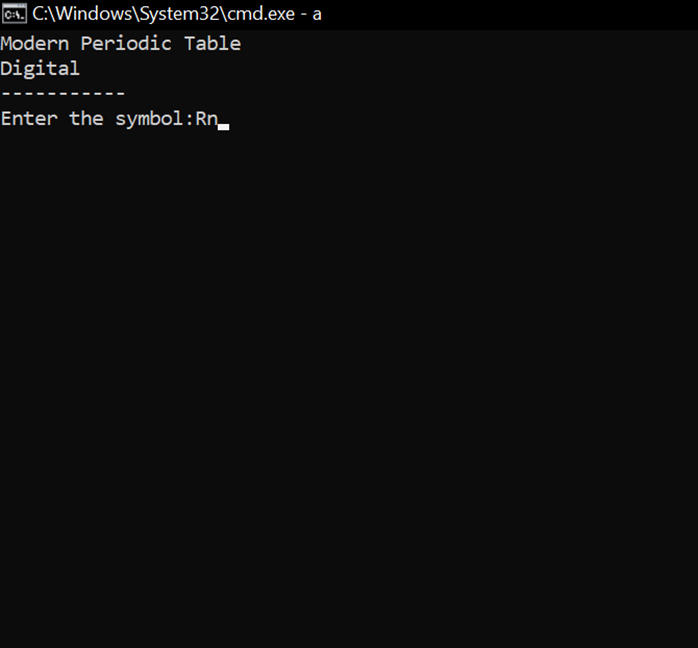 C:\Windows\System32\cmd.exe - a
Modern Periodic Table
Digital
-----------
Enter the symbol:Rn